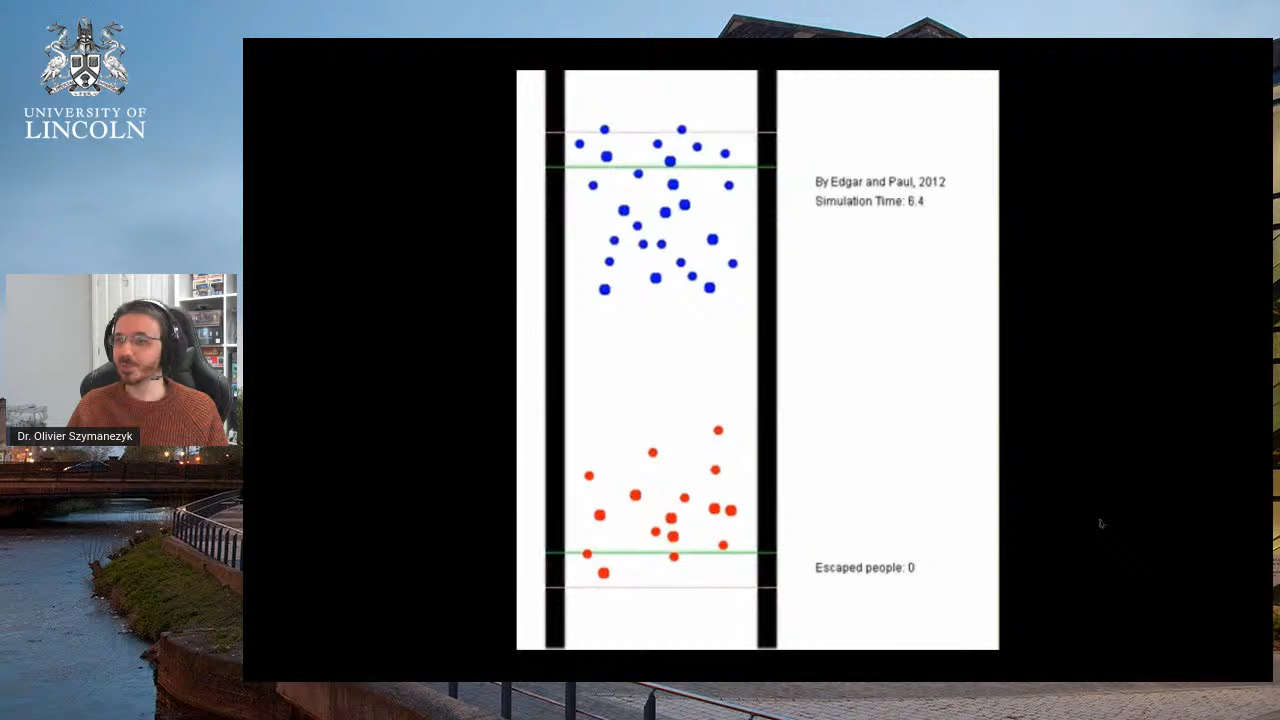 UNIVERSITY OF
LINCOLN
By Edgar and Paul, 2012
Simulation Time: 6.4
Dr. Olivier Szymanezyk
Escaped people: 0